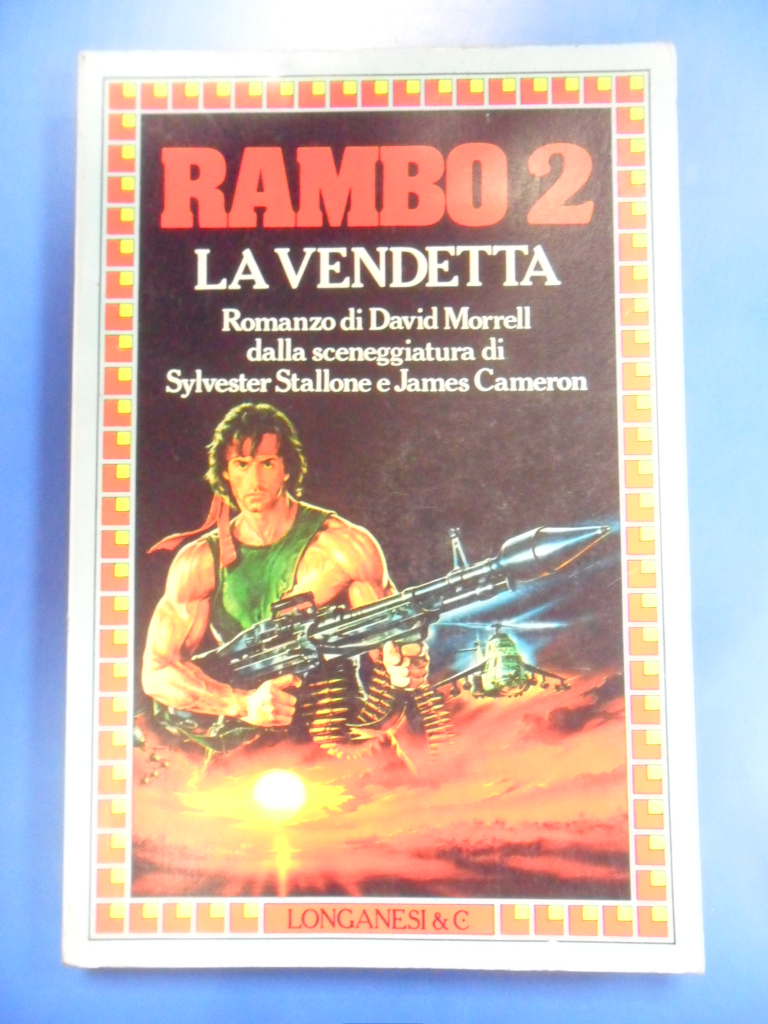 RAMBO 2
LA VENDETTA
Romanzo di David Morrell
dalla sceneggiatura di
Sylvester Stallone e James Cameron
LONGANESI & C.